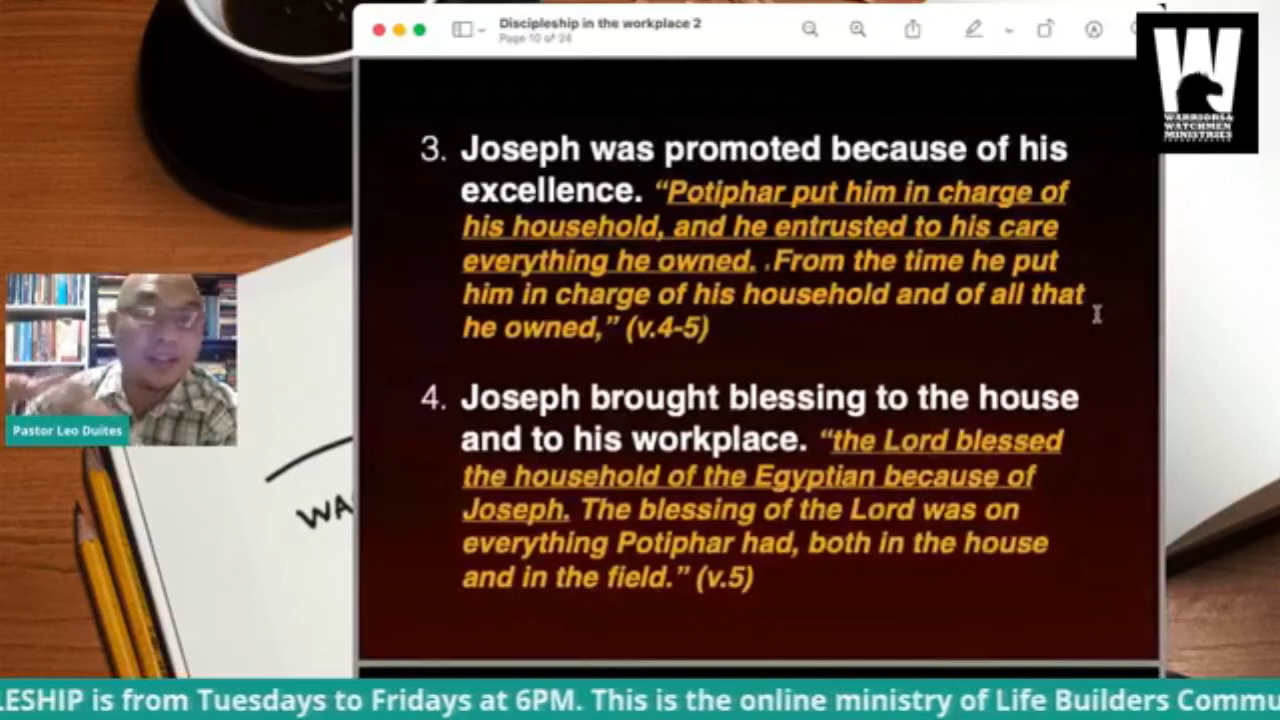 Discipleship in the workplace 2
Page 10 of 24
W
WARRIORS &
WATCHMEN
MINISTRIES
3. Joseph was promoted because of his
excellence. “Potiphar put him in charge of
his household, and he entrusted to his care
everything he owned. .From the time he put
him in charge of his household and of all that
he owned,” (v.4-5)
4. Joseph brought blessing to the house
and to his workplace. “the Lord blessed
the household of the Egyptian because of
Joseph. The blessing of the Lord was on
everything Potiphar had, both in the house
and in the field.” (v.5)
Pastor Leo Duites
WA
LESHIP is from Tuesdays to Fridays at 6PM. This is the online ministry of Life Builders Commu